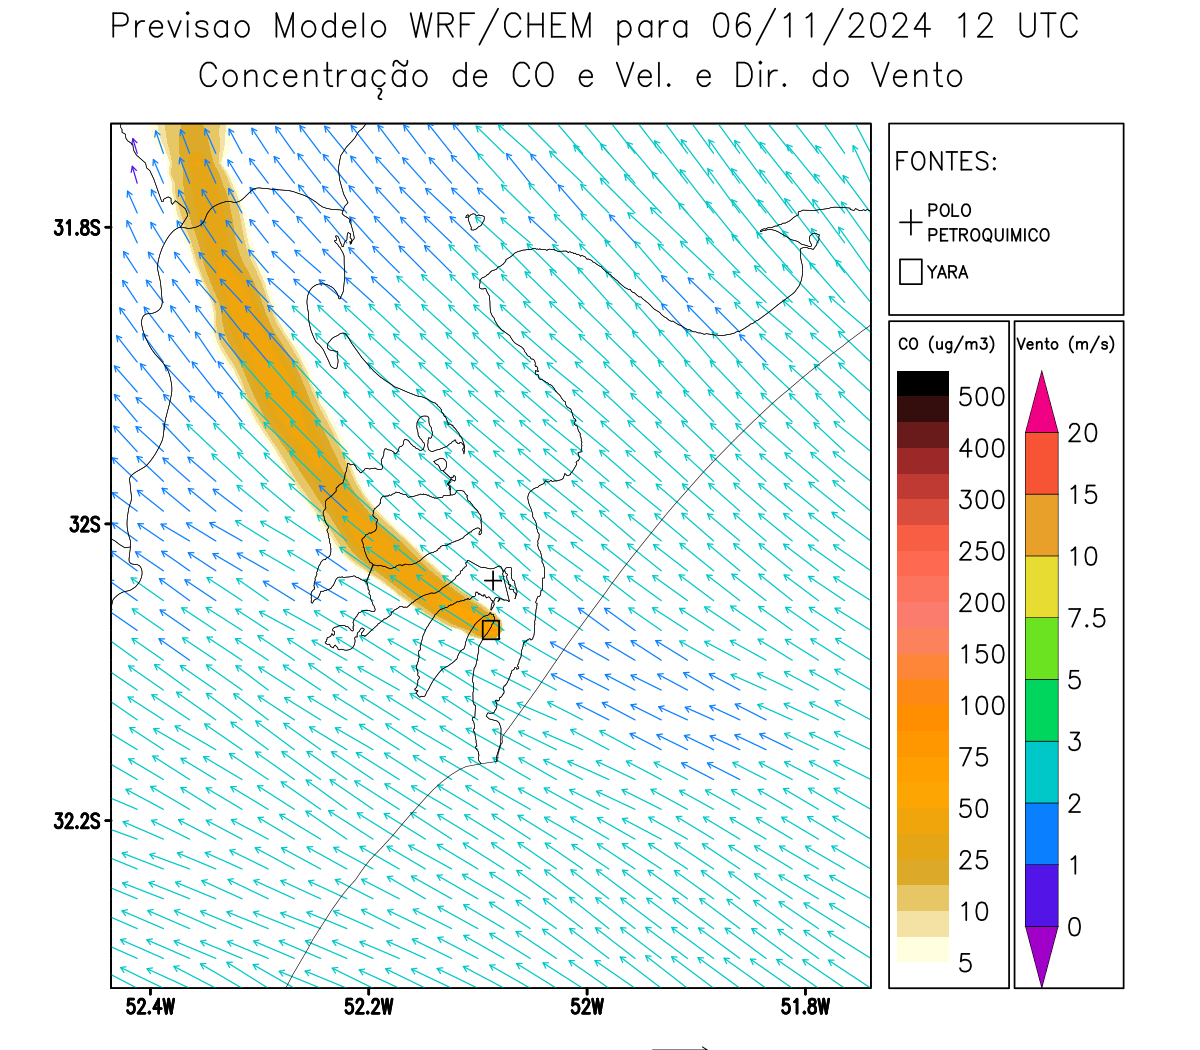 Previsao Modelo WRF/CHEM para 06/11/2024 12 UTC
Concentração de CO e Vel. e Dir. do Vento
FONTES:
POLO
PETROQUIMICO
YARA
CO (ug/m3)
500
400
300
250
200
150
100
75
50
25
10
5
Vento (m/s)
20
15
10
7.5
5
3
2
1
0
31.8S
32S
32.2S
52.4W
52.2W
52W
51.8W